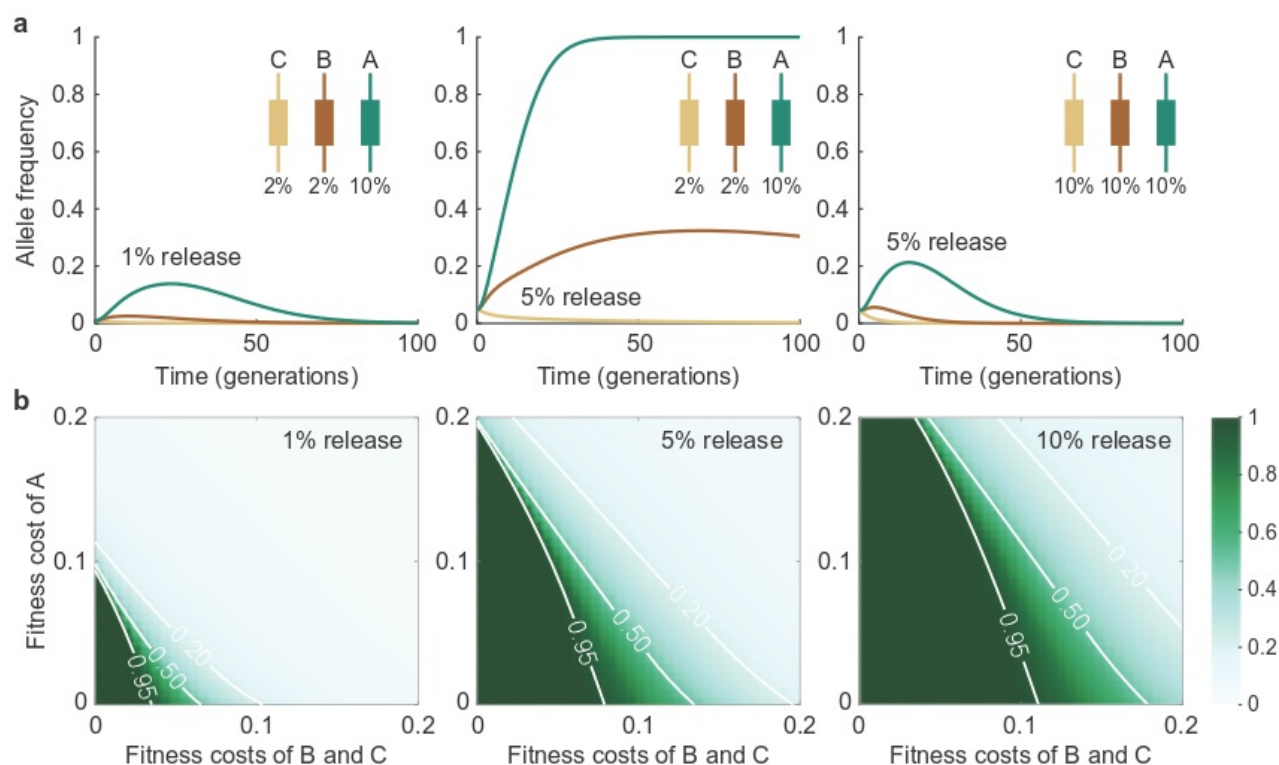 a
Allele frequency
1
0.8
0.6
0.4
0.2
0
C B A
2% 2% 10%
1% release
0 50 100
Time (generations)
1
0.8
0.6
0.4
0.2
0
C B A
2% 2% 10%
5% release
0 50 100
Time (generations)
1
0.8
0.6
0.4
0.2
0
C B A
10% 10% 10%
5% release
0 50 100
Time (generations)
b
Fitness cost of A
0.2
0.1
0
1% release
0.20
0.50
0.95
0 0.1 0.2
Fitness costs of B and C
0.2
0.1
0
5% release
0.20
0.50
0.95
0 0.1 0.2
Fitness costs of B and C
0.2
0.1
0
10% release
0.20
0.50
0.95
0 0.1 0.2
Fitness costs of B and C
1
0.8
0.6
0.4
0.2
0